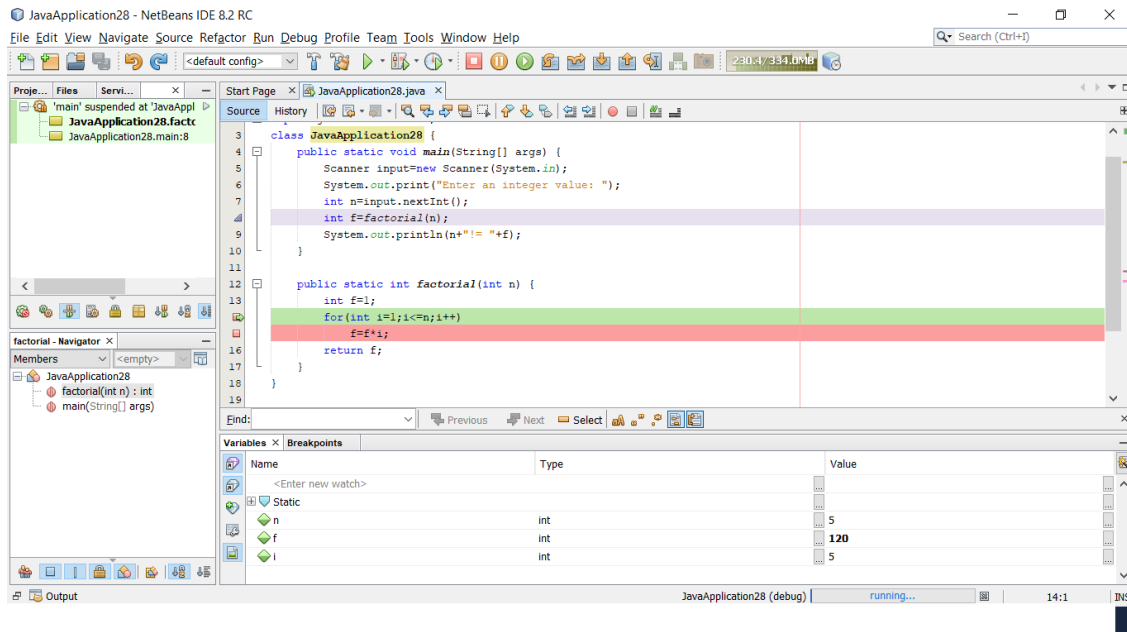 JavaApplication28 - NetBeans IDE 8.2 RC
File Edit View Navigate Source Refactor Run Debug Profile Team Tools Window Help
Search (Ctrl+I)
<default config>
230.4/334.0MB
Proje... Files Servi... ×
Start Page × JavaApplication28.java ×
'main' suspended at 'JavaAppl
JavaApplication28.factc
JavaApplication28.main:8
Source History
3 class JavaApplication28 {
4 public static void main(String[] args) {
5 Scanner input=new Scanner(System.in);
6 System.out.print("Enter an integer value: ");
7 int n=input.nextInt();
int f=factorial(n);
9 System.out.println(n+"!= "+f);
10 }
11
12 public static int factorial(int n) {
13 int f=1;
for(int i=1;i<=n;i++)
f=f*i;
16 return f;
17 }
18 }
19
factorial - Navigator ×
Members <empty>
JavaApplication28
factorial(int n) : int
main(String[] args)
Find: Previous Next Select
Variables × Breakpoints
Name Type Value
<Enter new watch>
Static
n int 5
f int 120
i int 5
Output
JavaApplication28 (debug) running... 14:1 INS